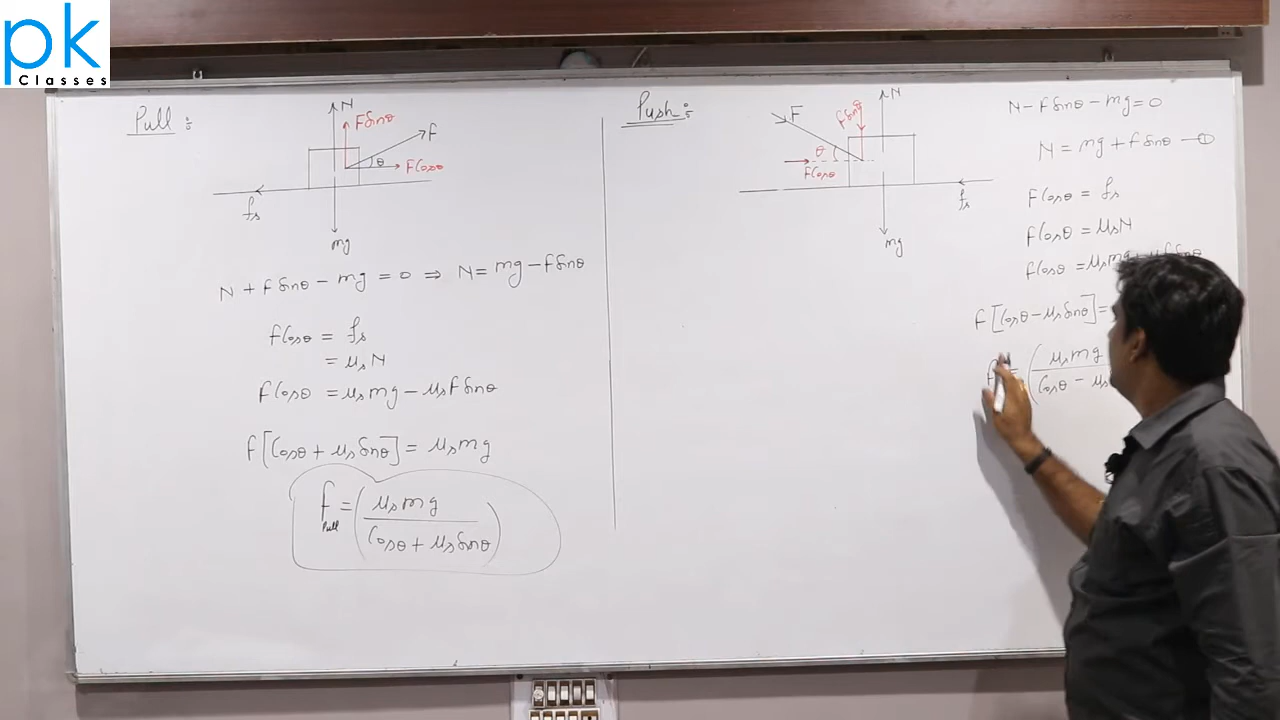 pk
Classes
Pull :
N
F sinθ
F
θ
F cosθ
fs
mg
N + F sinθ - mg = 0 ⇒ N = mg - F sinθ
F cosθ = fs
= μs N
F cosθ = μs mg - μs F sinθ
F [cosθ + μs sinθ] = μs mg
F pull = ( μs mg / cosθ + μs sinθ )
Push :
N
F
F sinθ
θ
F cosθ
fs
mg
N - F sinθ - mg = 0
N = mg + F sinθ - ①
F cosθ = fs
F cosθ = μs N
F cosθ = μs mg + μs F sinθ
F [cosθ - μs sinθ] =
F = ( μs mg / cosθ - μs